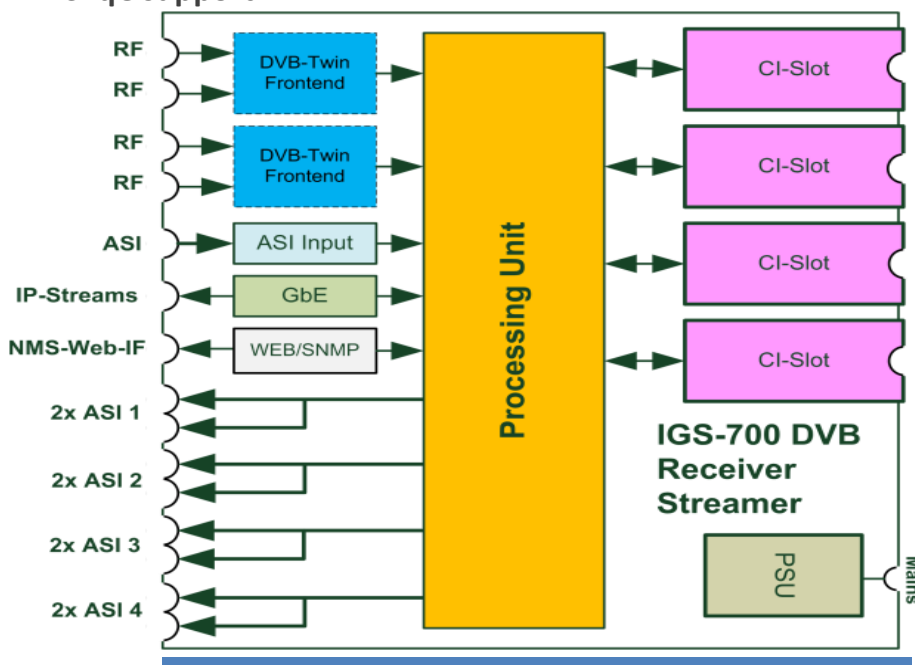 RF
RF
RF
RF
ASI
IP-Streams
NMS-Web-IF
2x ASI 1
2x ASI 2
2x ASI 3
2x ASI 4
DVB-Twin
Frontend
DVB-Twin
Frontend
ASI Input
GbE
WEB/SNMP
Processing Unit
CI-Slot
CI-Slot
CI-Slot
CI-Slot
IGS-700 DVB
Receiver
Streamer
PSU
Mains